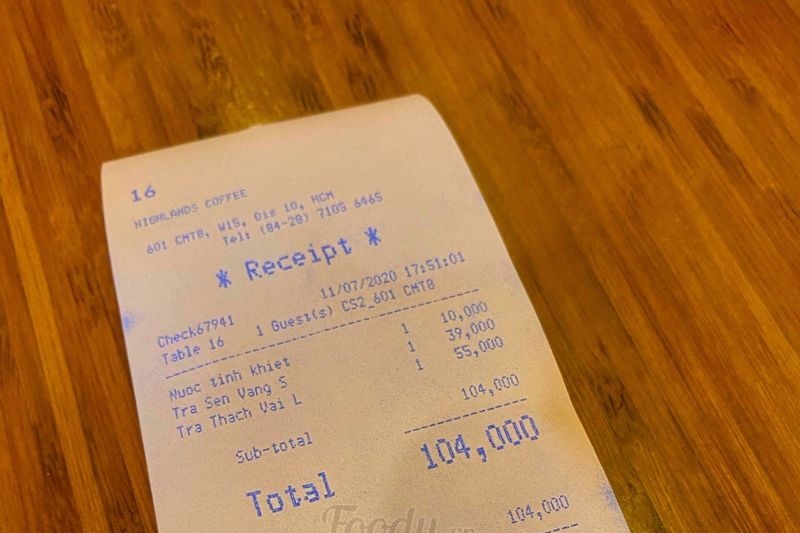 16
HIGHLANDS COFFEE
601 CMT8, W15, Dis 10, HCM
Tel: (84-28) 7105 6465
* Receipt *
11/07/2020 17:51:01
Check67941
Table 16 1 Guest(s) CS2_601 CMT8
Nuoc tinh khiet 1 10,000
Tra Sen Vang S 1 39,000
Tra Thach Vai L 1 55,000
Sub-total 104,000
Total 104,000
104,000
Foody.vn